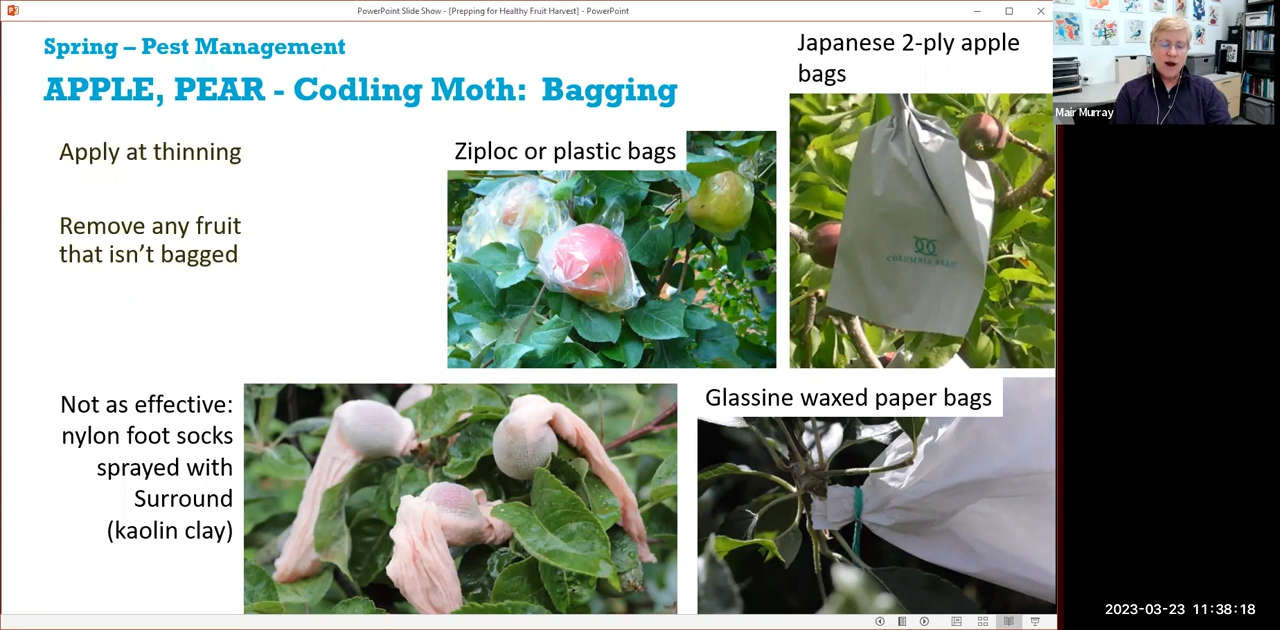 PowerPoint Slide Show - [Prepping for Healthy Fruit Harvest] - PowerPoint
Spring – Pest Management
APPLE, PEAR - Codling Moth: Bagging
Apply at thinning
Remove any fruit
that isn’t bagged
Ziploc or plastic bags
Japanese 2-ply apple
bags
Mair Murray
Not as effective:
nylon foot socks
sprayed with
Surround
(kaolin clay)
Glassine waxed paper bags
2023-03-23 11:38:18